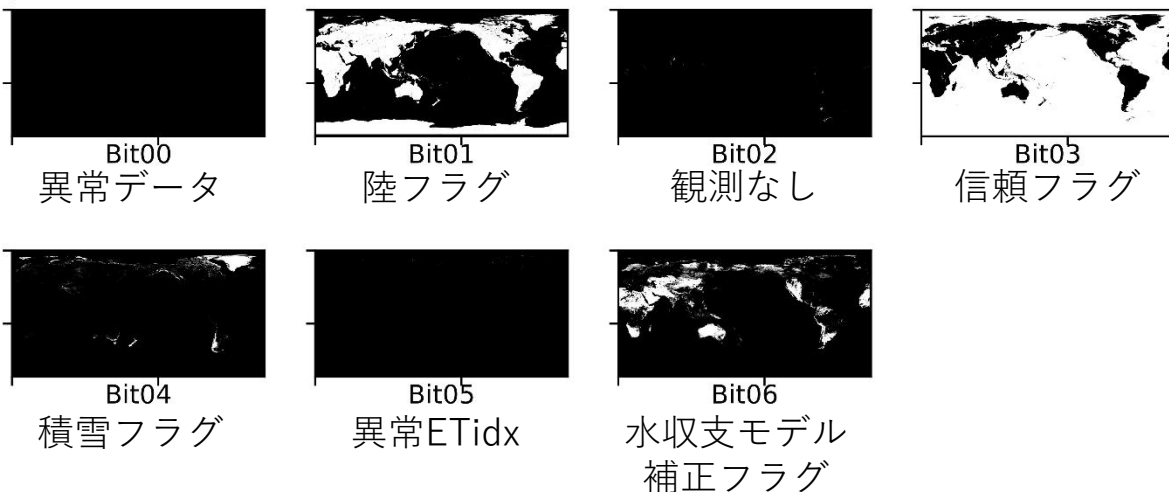 Bit00
異常データ
Bit01
陸フラグ
Bit02
観測なし
Bit03
信頼フラグ
Bit04
積雪フラグ
Bit05
異常ETidx
Bit06
水収支モデル
補正フラグ